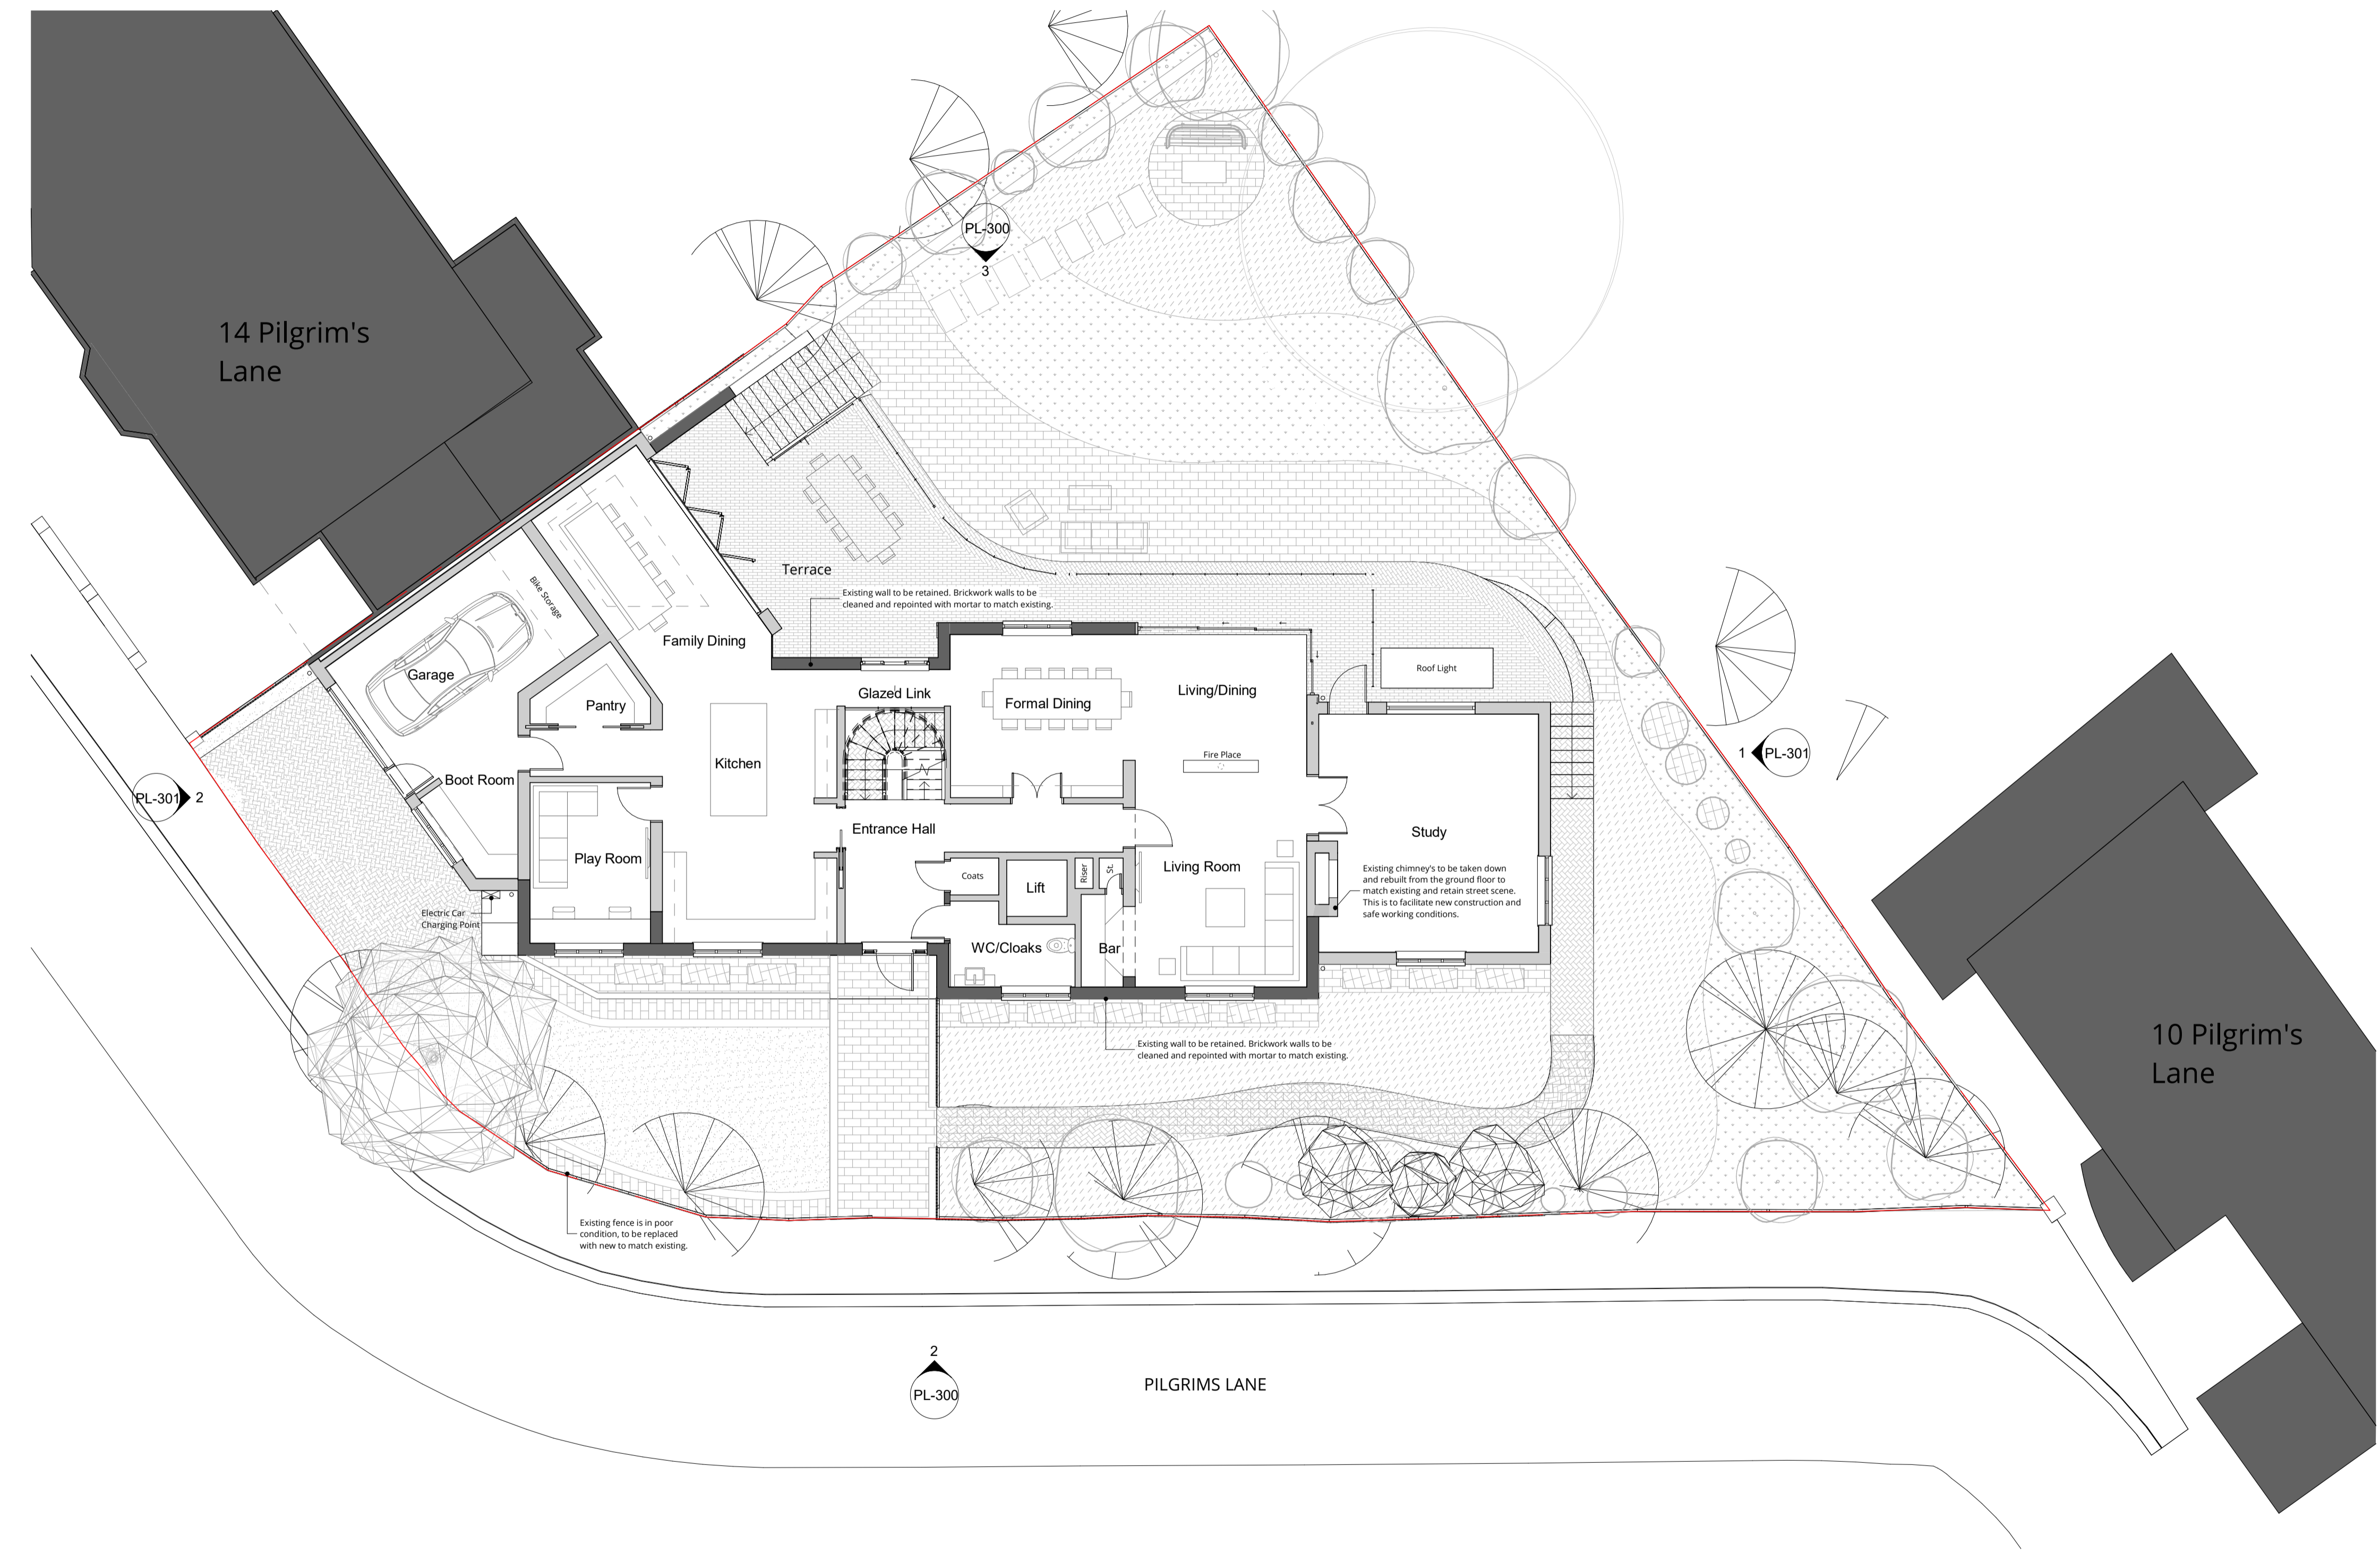 PL-300
3
14 Pilgrim's
Lane
Terrace
Existing wall to be retained. Brickwork walls to be
cleaned and repointed with mortar to match existing.
Bike Storage
Family Dining
Garage
Roof Light
Glazed Link
Living/Dining
Formal Dining
Pantry
Fire Place
1
PL-301
Kitchen
Boot Room
PL-301
2
Entrance Hall
Study
Play Room
Living Room
Coats
Lift
Riser
St.
Existing chimney's to be taken down
and rebuilt from the ground floor to
match existing and retain street scene.
This is to facilitate new construction and
safe working conditions.
Electric Car
Charging Point
WC/Cloaks
Bar
10 Pilgrim's
Lane
Existing wall to be retained. Brickwork walls to be
cleaned and repointed with mortar to match existing.
Existing fence is in poor
condition, to be replaced
with new to match existing.
2
PL-300
PILGRIMS LANE